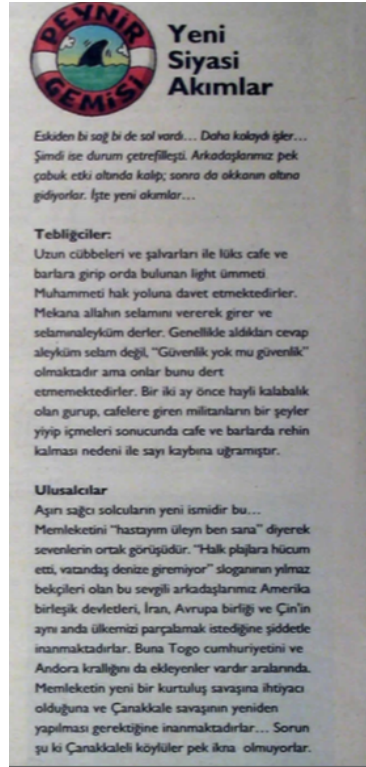 PEYNİR
GEMİSİ
Yeni
Siyasi
Akımlar
Eskiden bi sağ bi de sol vardı... Daha kolaydı işler...
Şimdi ise durum çetrefilleşti. Arkadaşlarımız pek
çabuk etki altında kalıp; sonra da okkanın altına
gidiyorlar. İşte yeni akımlar...
Tebliğciler:
Uzun cübbeleri ve şalvarları ile lüks cafe ve
barlara girip orda bulunan light ümmeti
Muhammeti hak yoluna davet etmektedirler.
Mekana allahın selamını vererek girer ve
selamınaleyküm derler. Genellikle aldıkları cevap
aleyküm selam değil, "Güvenlik yok mu güvenlik"
olmaktadır ama onlar bunu dert
etmemektedirler. Bir iki ay önce hayli kalabalık
olan gurup, cafelere giren militanların bir şeyler
yiyip içmeleri sonucunda cafe ve barlarda rehin
kalması nedeni ile sayı kaybına uğramıştır.
Ulusalcılar
Aşırı sağcı solcuların yeni ismidir bu...
Memleketini "hastayım üleyn ben sana" diyerek
sevenlerin ortak görüşüdür. "Halk plajlara hücum
etti, vatandaş denize giremiyor" sloganının yılmaz
bekçileri olan bu sevgili arkadaşlarımız Amerika
birleşik devletleri, İran, Avrupa birliği ve Çin'in
aynı anda ülkemizi parçalamak istediğine şiddetle
inanmaktadırlar. Buna Togo cumhuriyetini ve
Andora krallığını da ekleyenler vardır aralarında.
Memleketin yeni bir kurtuluş savaşına ihtiyacı
olduğuna ve Çanakkale savaşının yeniden
yapılması gerektiğine inanmaktadırlar... Sorun
şu ki Çanakkaleli köylüler pek ikna olmuyorlar.